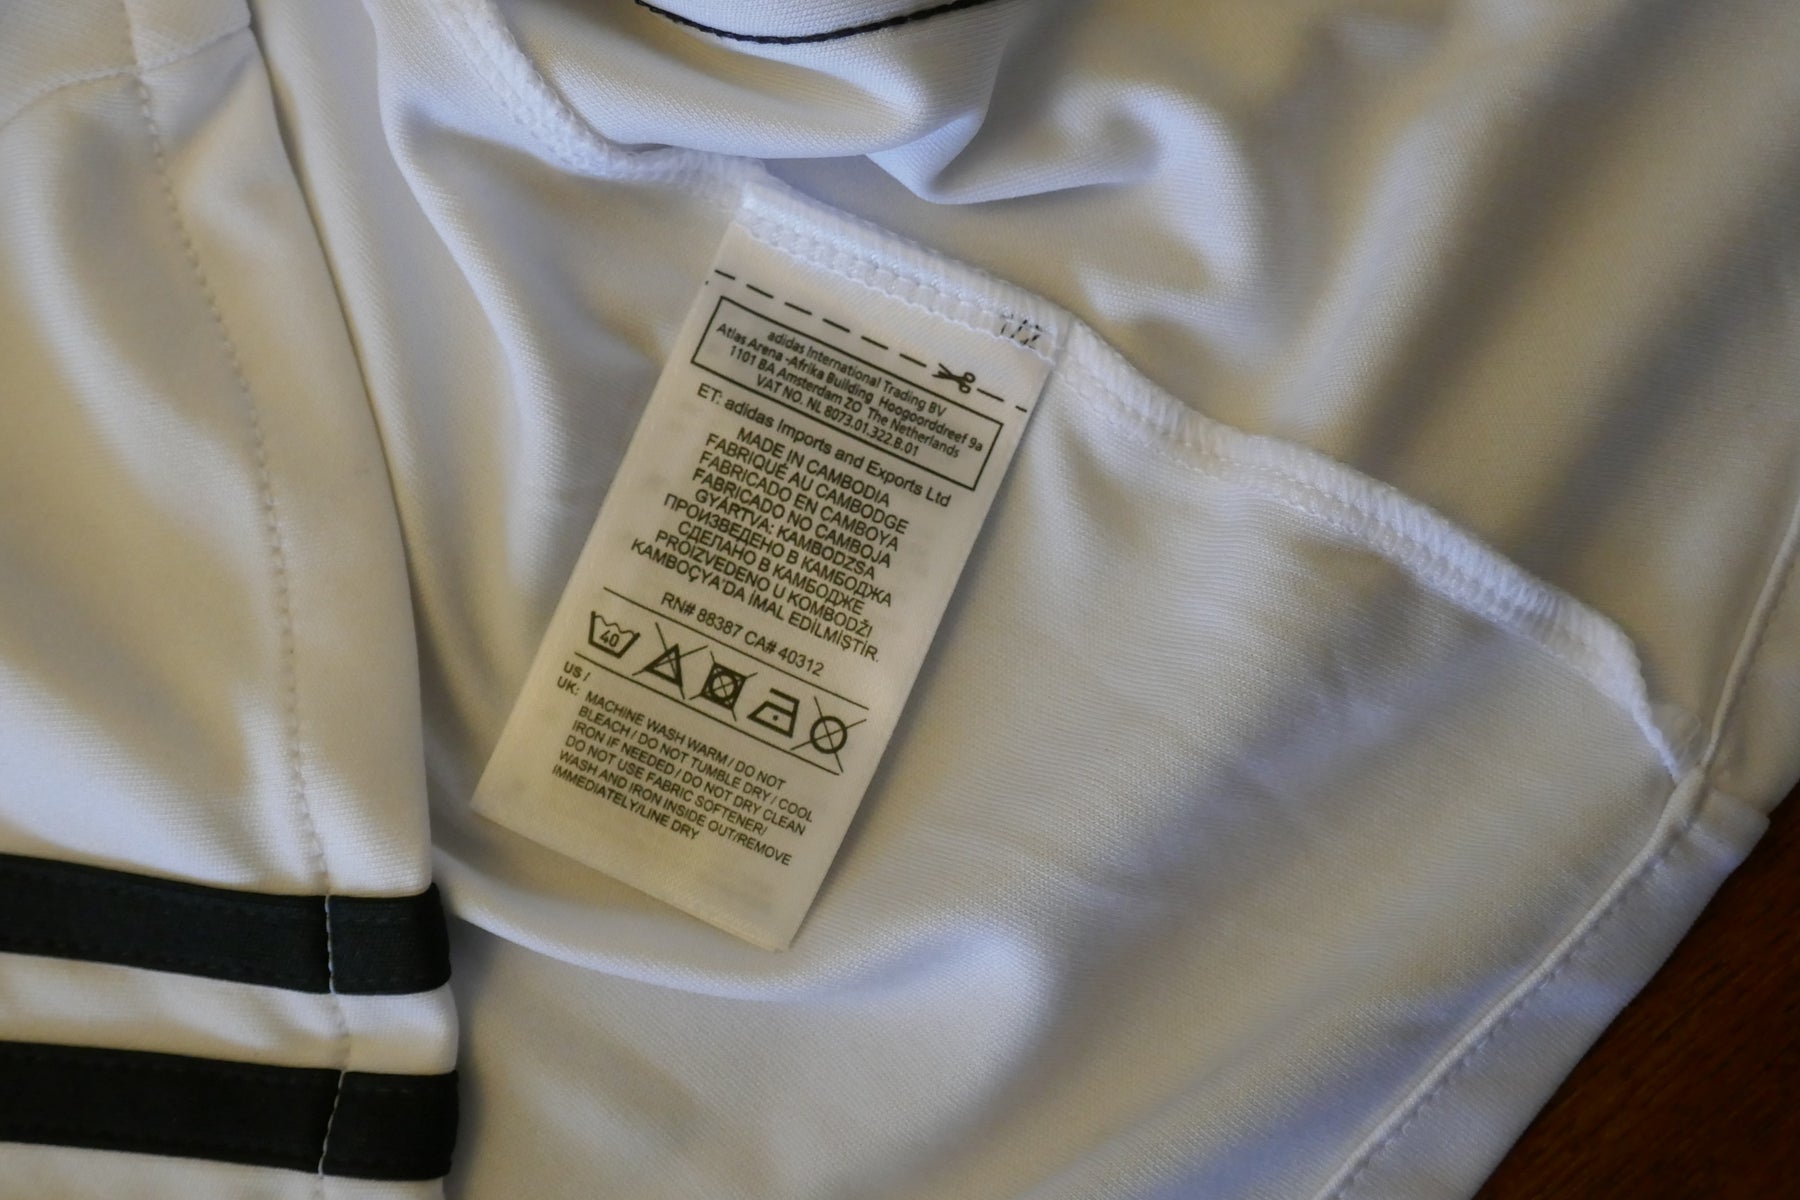 adidas International Trading BV
Atlas Arena -Afrika Building Hoogoorddreef 9a
1101 BA Amsterdam ZO The Netherlands
VAT NO. NL 8073.01.322.B.01
ET: adidas Imports and Exports Ltd
MADE IN CAMBODIA
FABRIQUÉ AU CAMBODGE
FABRICADO EN CAMBOYA
FABRICADO NO CAMBOJA
GYÁRTVA: KAMBODZSA
ПРОИЗВЕДЕНО В КАМБОДЖА
СДЕЛАНО В КАМБОДЖЕ
PROIZVEDENO U KOMBODŽI
KAMBOÇYA'DA İMAL EDİLMİŞTİR.
RN# 88387 CA# 40312
40
US /
UK: MACHINE WASH WARM / DO NOT
BLEACH / DO NOT TUMBLE DRY / COOL
IRON IF NEEDED / DO NOT DRY CLEAN
DO NOT USE FABRIC SOFTENER/
WASH AND IRON INSIDE OUT/REMOVE
IMMEDIATELY/LINE DRY